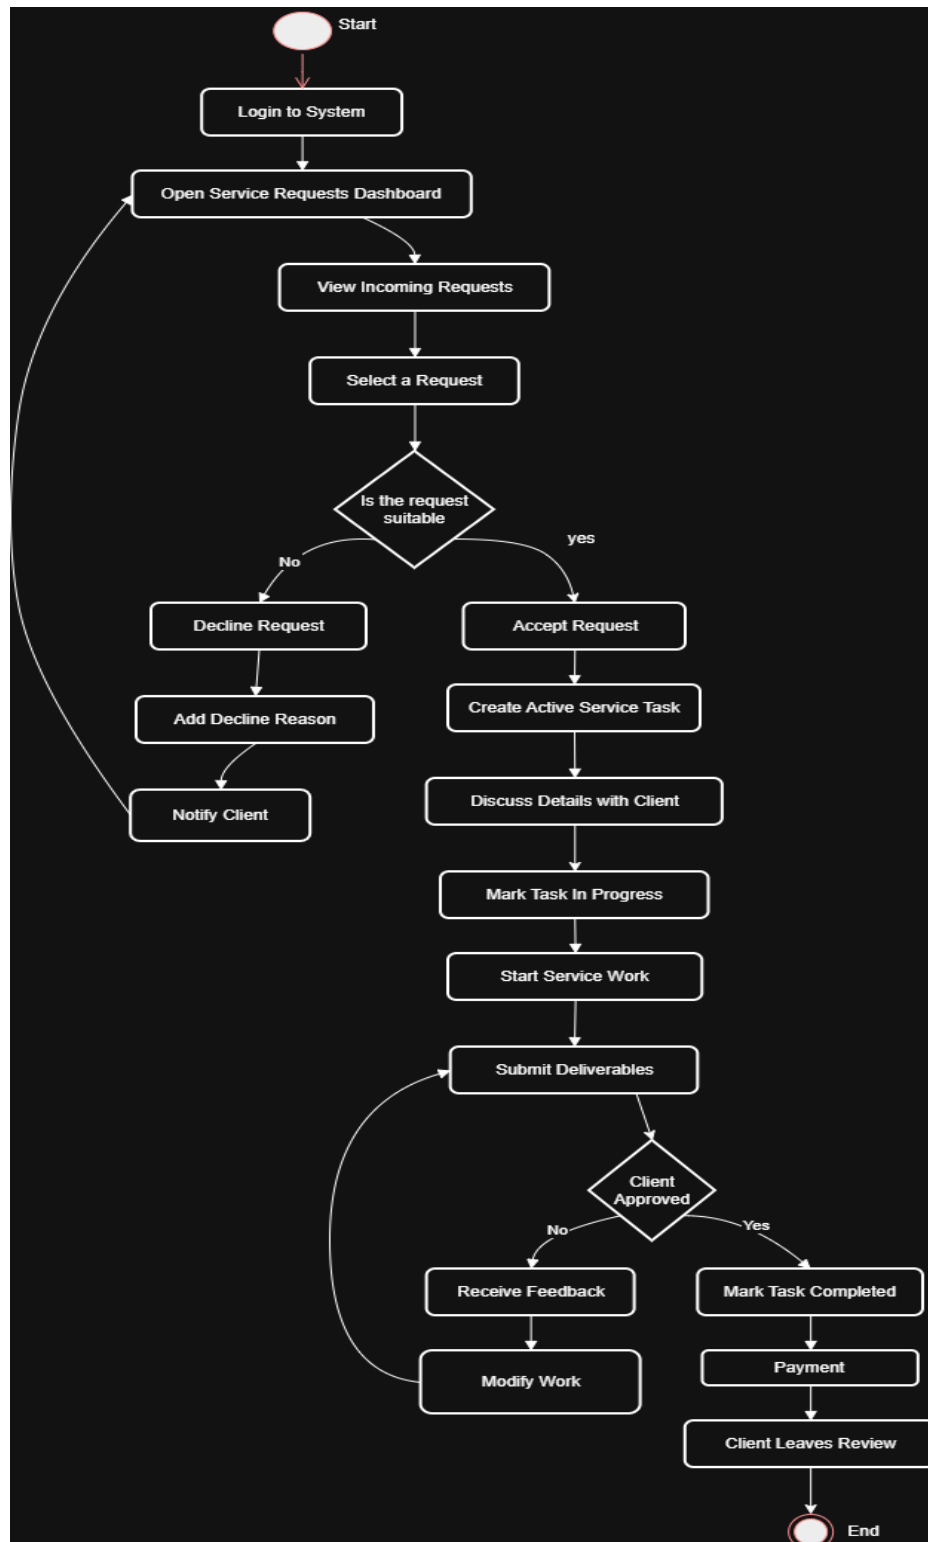 Start
Login to System
Open Service Requests Dashboard
View Incoming Requests
Select a Request
Is the request
suitable
No
yes
Decline Request
Accept Request
Add Decline Reason
Create Active Service Task
Notify Client
Discuss Details with Client
Mark Task In Progress
Start Service Work
Submit Deliverables
Client
Approved
No
Yes
Receive Feedback
Mark Task Completed
Modify Work
Payment
Client Leaves Review
End